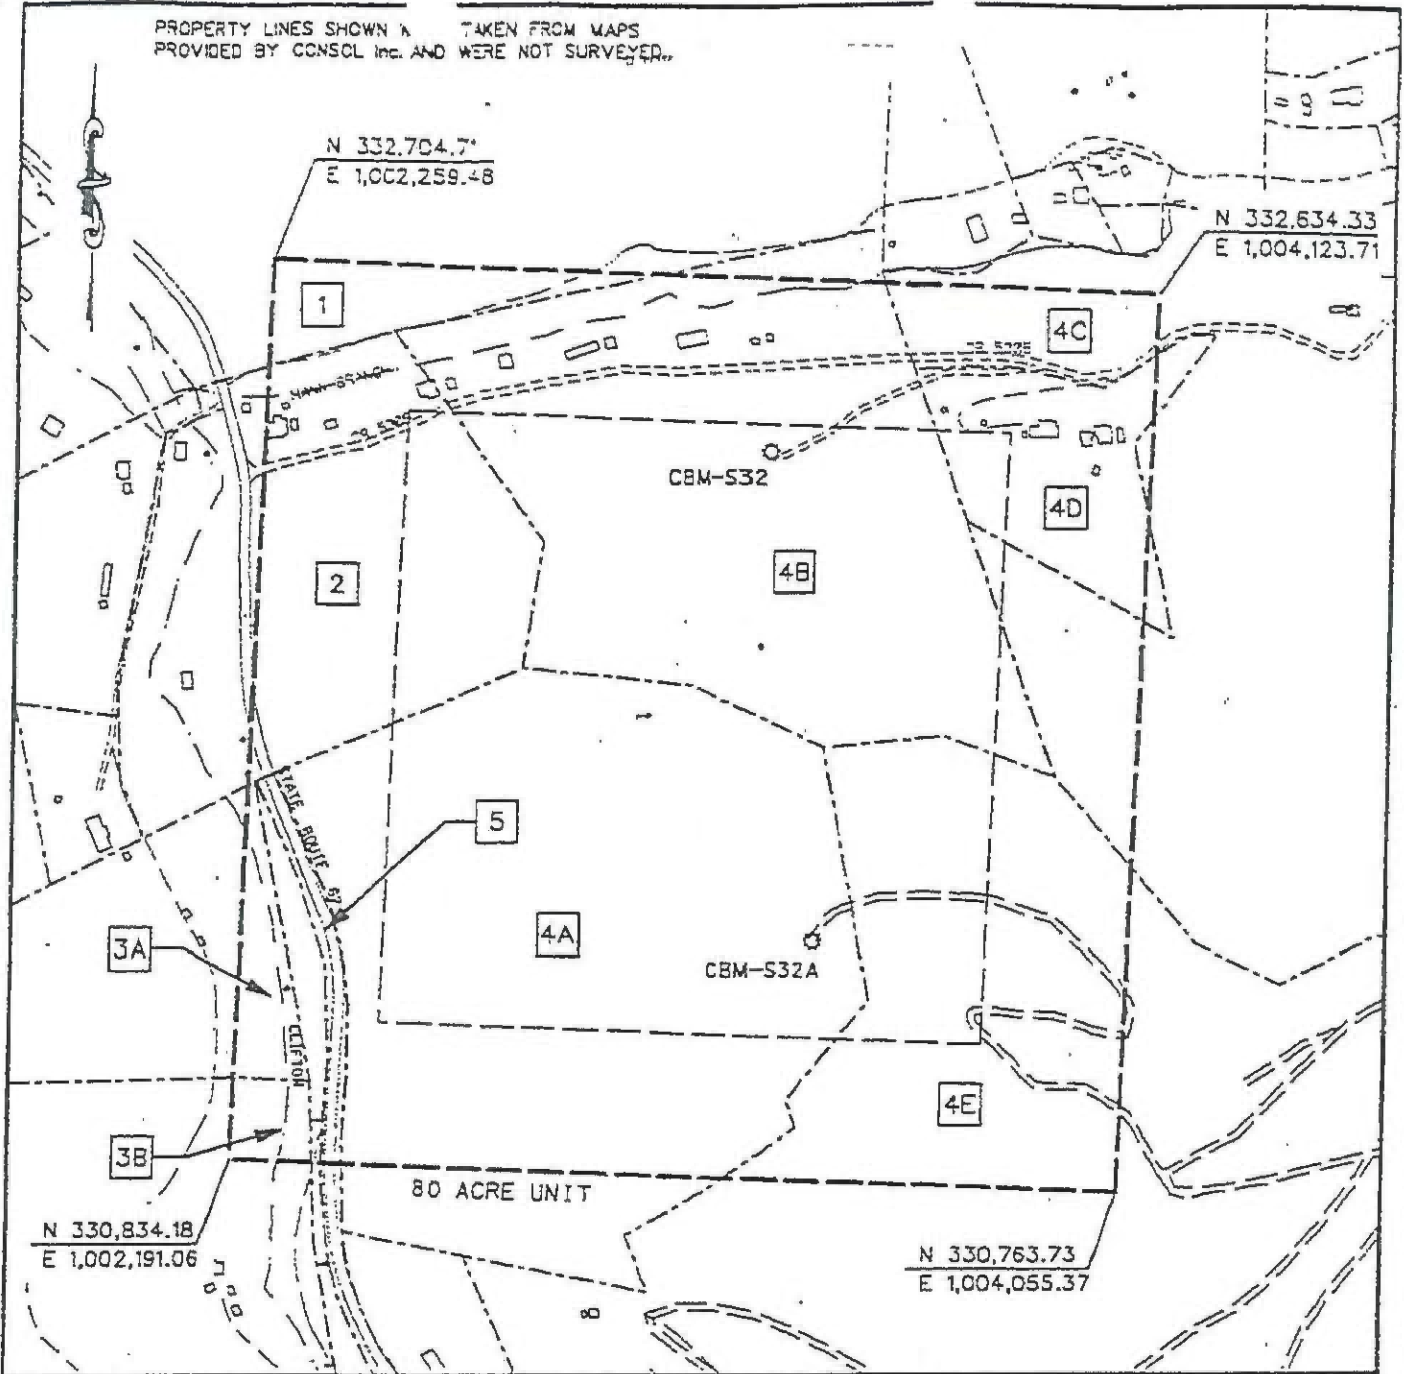 PROPERTY LINES SHOWN TAKEN FROM MAPS
PROVIDED BY CONSOL Inc. AND WERE NOT SURVEYED.
N 332,704.7
E 1,002,259.48
N 332,634.33
E 1,004,123.71
1
4C
CBM-S32
4D
2
4B
STATE ROUTE 67
5
3A
4A
CBM-S32A
CLIFTON
4E
3B
80 ACRE UNIT
N 330,834.18
E 1,002,191.06
N 330,763.73
E 1,004,055.37